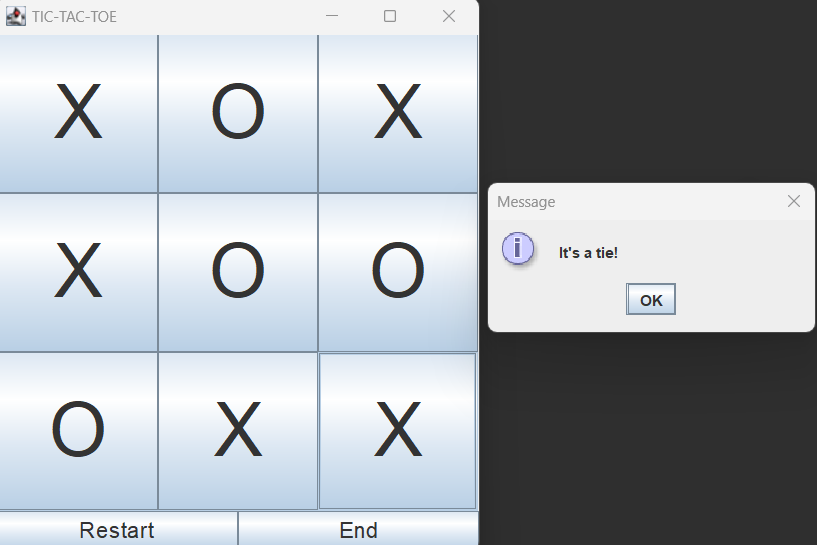 TIC-TAC-TOE
X O X
X O O
O X X
Restart End
Message
It's a tie!
OK